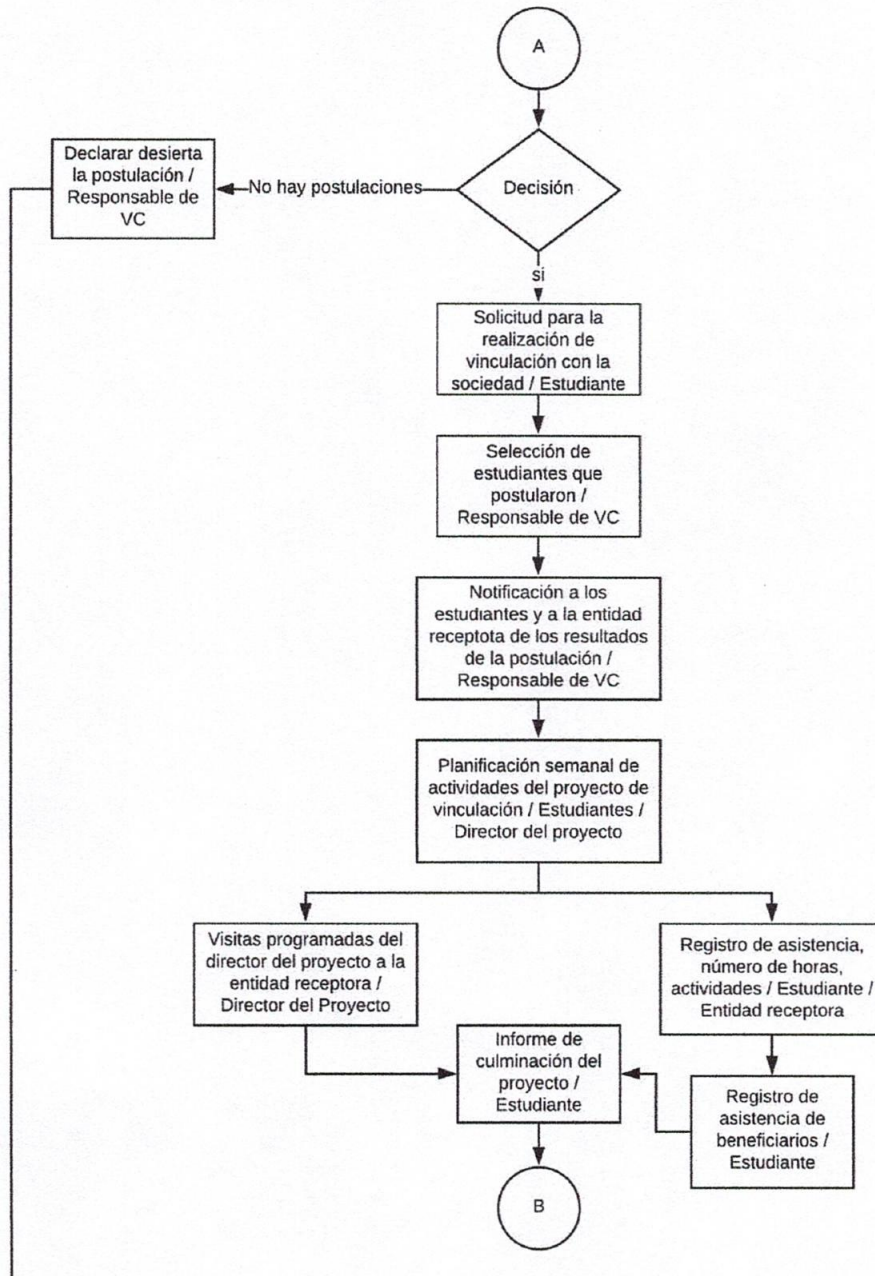 A
Decisión
No hay postulaciones
Declarar desierta
la postulación /
Responsable de
VC
si
Solicitud para la
realización de
vinculación con la
sociedad / Estudiante
Selección de
estudiantes que
postularon /
Responsable de VC
Notificación a los
estudiantes y a la entidad
receptota de los resultados
de la postulación /
Responsable de VC
Planificación semanal de
actividades del proyecto de
vinculación / Estudiantes /
Director del proyecto
Visitas programadas del
director del proyecto a la
entidad receptora /
Director del Proyecto
Registro de asistencia,
número de horas,
actividades / Estudiante /
Entidad receptora
Informe de
culminación del
proyecto /
Estudiante
Registro de
asistencia de
beneficiarios /
Estudiante
B